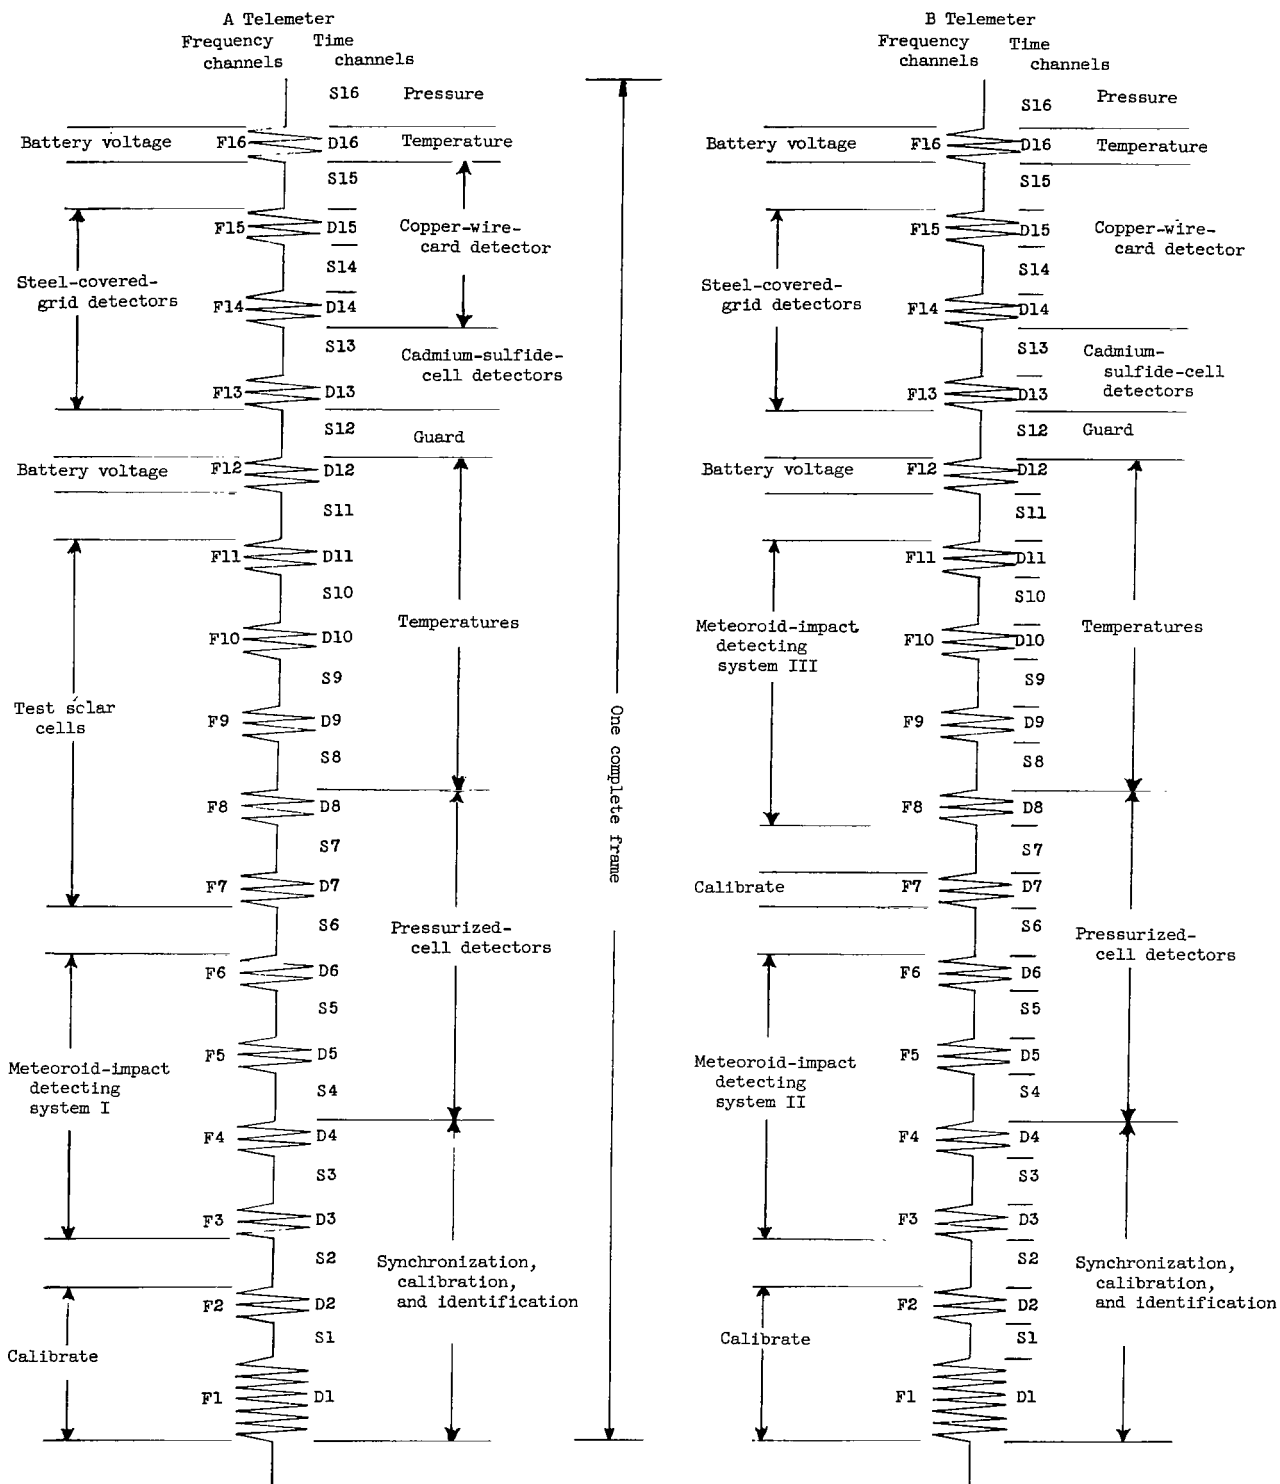 A Telemeter
Frequency Time
channels channels
S16 Pressure
Battery voltage F16 D16 Temperature
S15
F15 D15 Copper-wire-
card detector
S14
Steel-covered-
grid detectors
F14 D14
S13
Cadmium-sulfide-
cell detectors
F13 D13
S12 Guard
Battery voltage F12 D12
S11
F11 D11
S10
F10 D10 Temperatures
S9
Test solar
cells
F9 D9
S8
F8 D8
S7
F7 D7
S6
Pressurized-
cell detectors
F6 D6
S5
F5 D5
Meteoroid-impact
detecting
system I
S4
F4 D4
S3
F3 D3
S2
Synchronization,
calibration,
and identification
F2 D2
S1
Calibrate
F1 D1
One complete frame
B Telemeter
Frequency Time
channels channels
S16 Pressure
Battery voltage F16 D16 Temperature
S15
F15 D15 Copper-wire-
card detector
S14
Steel-covered-
grid detectors
F14 D14
S13
Cadmium-
sulfide-cell
detectors
F13 D13
S12 Guard
Battery voltage F12 D12
S11
F11 D11
S10
Meteoroid-impact
detecting
system III
F10 D10 Temperatures
S9
F9 D9
S8
F8 D8
S7
Calibrate F7 D7
S6
Pressurized-
cell detectors
F6 D6
S5
F5 D5
Meteoroid-impact
detecting
system II
S4
F4 D4
S3
F3 D3
S2
Synchronization,
calibration,
and identification
F2 D2
S1
Calibrate
F1 D1